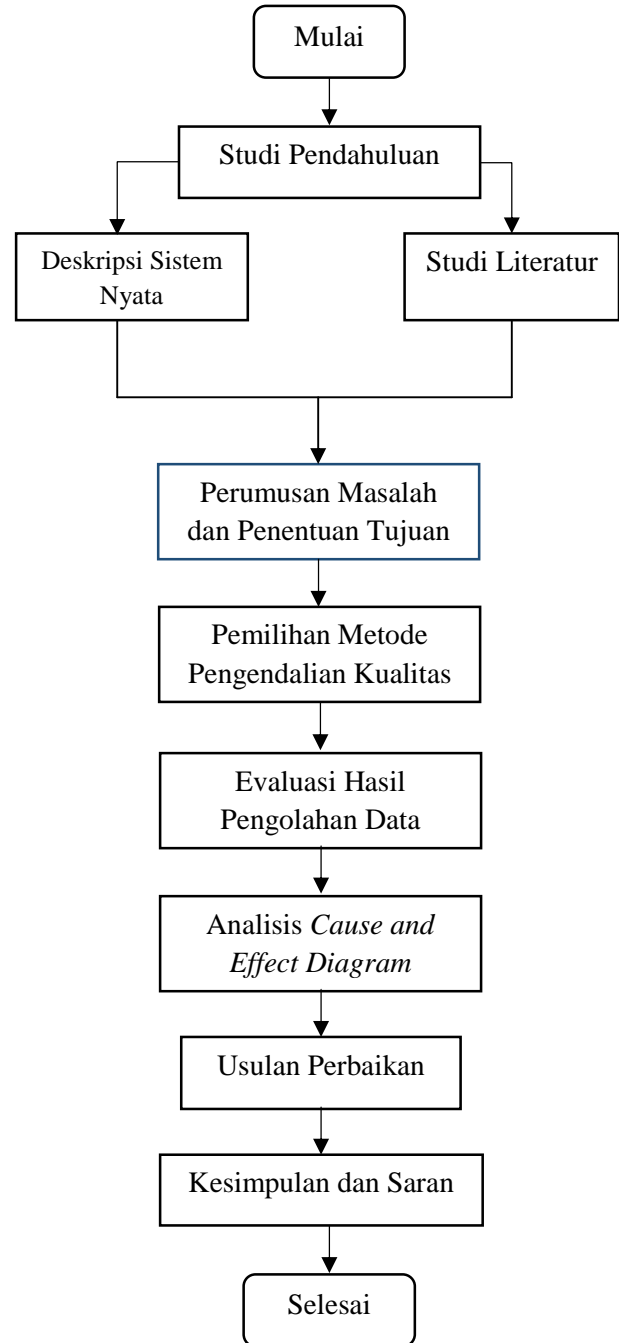 Mulai
Studi Pendahuluan
Deskripsi Sistem
Nyata
Studi Literatur
Perumusan Masalah
dan Penentuan Tujuan
Pemilihan Metode
Pengendalian Kualitas
Evaluasi Hasil
Pengolahan Data
Analisis Cause and
Effect Diagram
Usulan Perbaikan
Kesimpulan dan Saran
Selesai